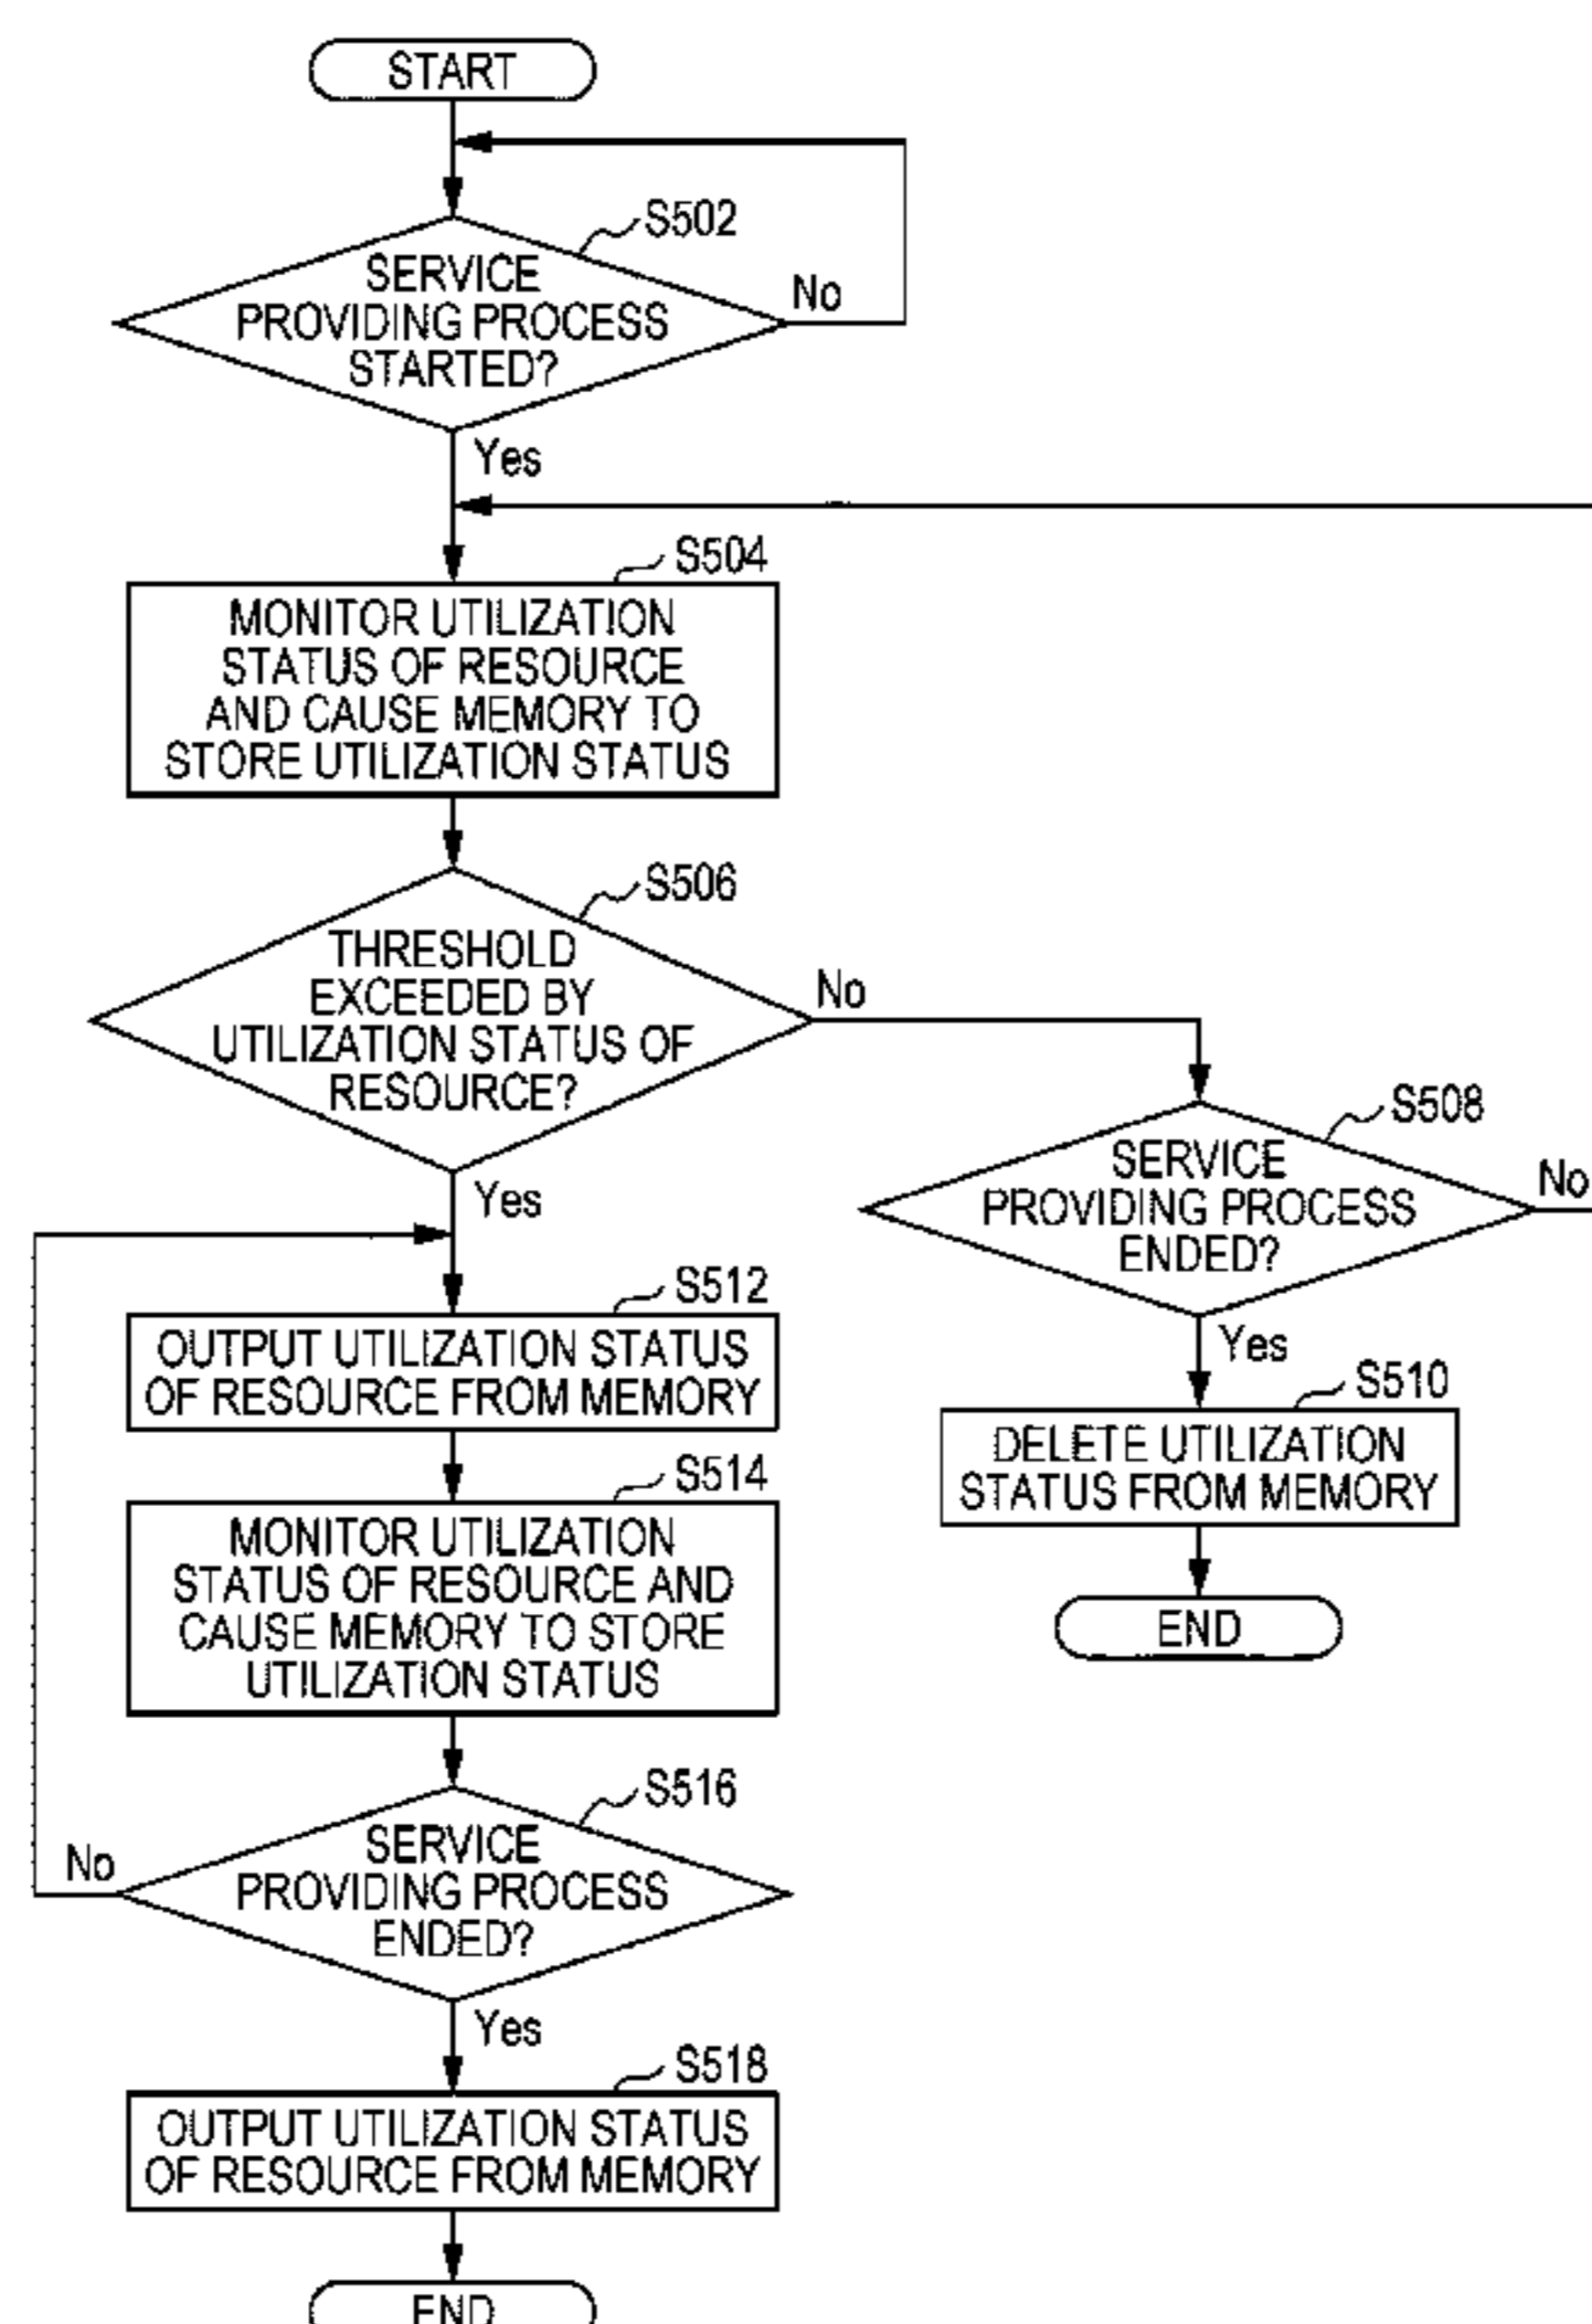 START
S502
SERVICE
PROVIDING PROCESS
STARTED?
No
Yes
S504
MONITOR UTILIZATION
STATUS OF RESOURCE
AND CAUSE MEMORY TO
STORE UTILIZATION STATUS
S506
THRESHOLD
EXCEEDED BY
UTILIZATION STATUS OF
RESOURCE?
No
Yes
S508
SERVICE
PROVIDING PROCESS
ENDED?
No
Yes
S510
DELETE UTILIZATION
STATUS FROM MEMORY
END
S512
OUTPUT UTILIZATION STATUS
OF RESOURCE FROM MEMORY
S514
MONITOR UTILIZATION
STATUS OF RESOURCE AND
CAUSE MEMORY TO STORE
UTILIZATION STATUS
S516
SERVICE
PROVIDING PROCESS
ENDED?
No
Yes
S518
OUTPUT UTILIZATION STATUS
OF RESOURCE FROM MEMORY
END